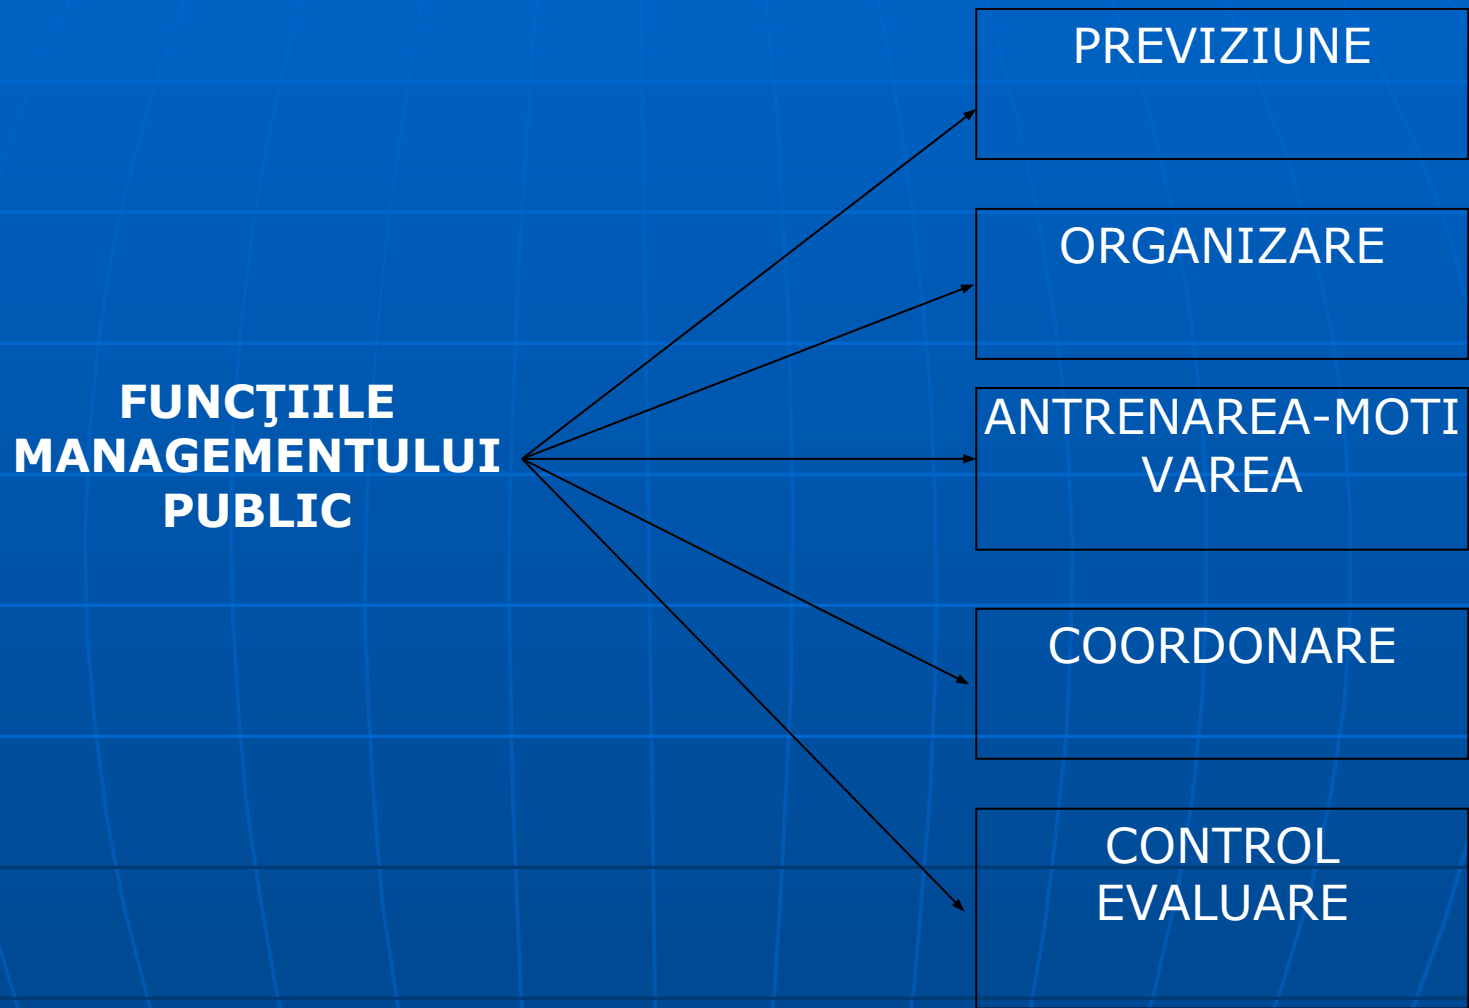 FUNCŢIILE
MANAGEMENTULUI
PUBLIC
PREVIZIUNE
ORGANIZARE
ANTRENAREA-MOTI
VAREA
COORDONARE
CONTROL
EVALUARE